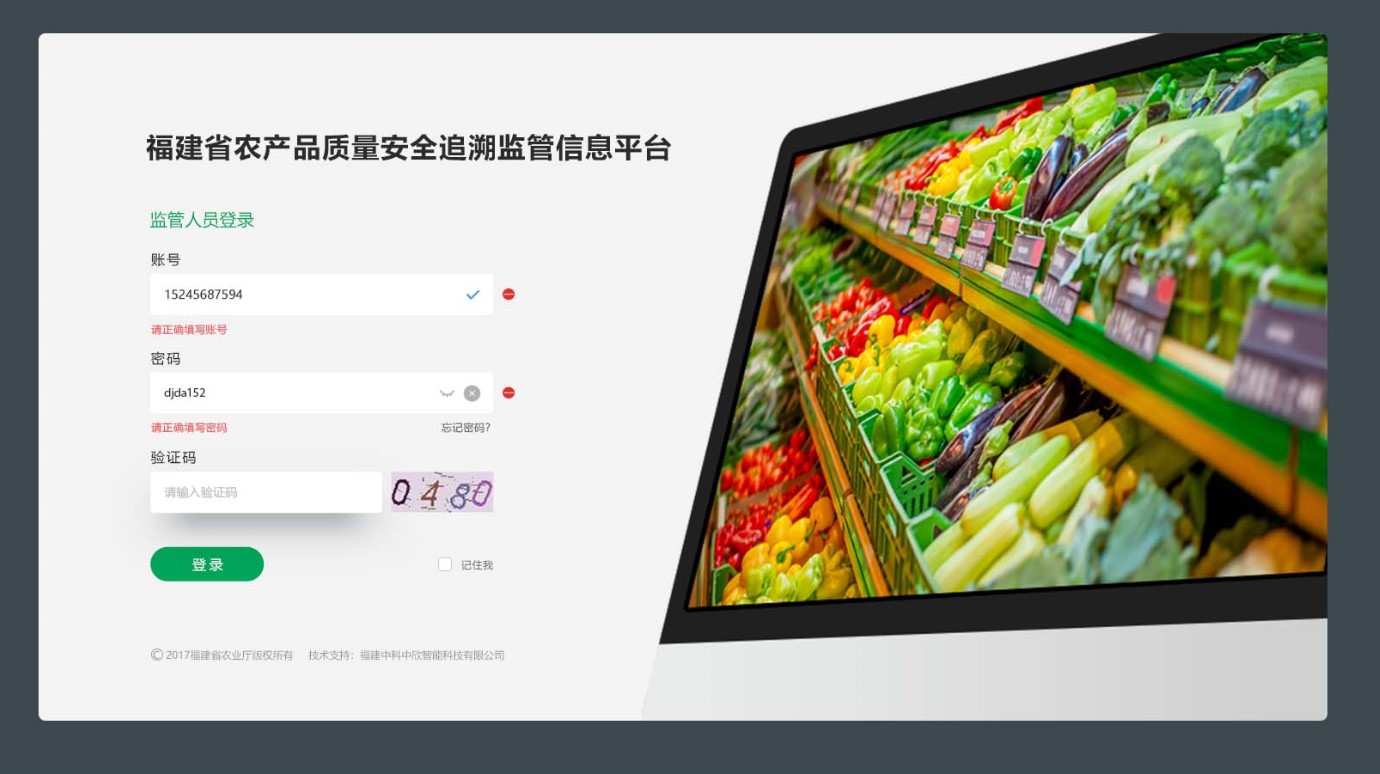 福建省农产品质量安全追溯监管信息平台
监管人员登录
账号
15245687594
请正确填写账号
密码
djda152
请正确填写密码 忘记密码?
验证码
请输入验证码 0480
登录 记住我
© 2017福建省农业厅版权所有 技术支持：福建中科中欣智能科技有限公司